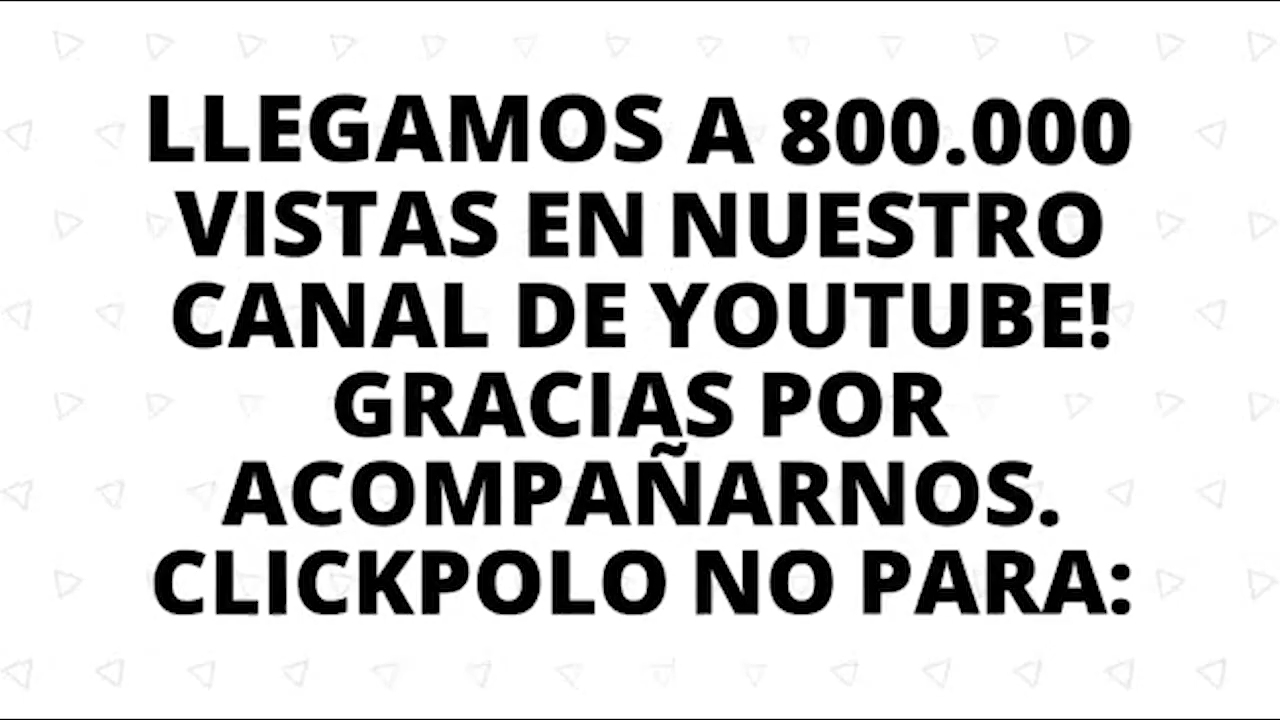 LLEGAMOS A 800.000
VISTAS EN NUESTRO
CANAL DE YOUTUBE!
GRACIAS POR
ACOMPAÑARNOS.
CLICKPOLO NO PARA: